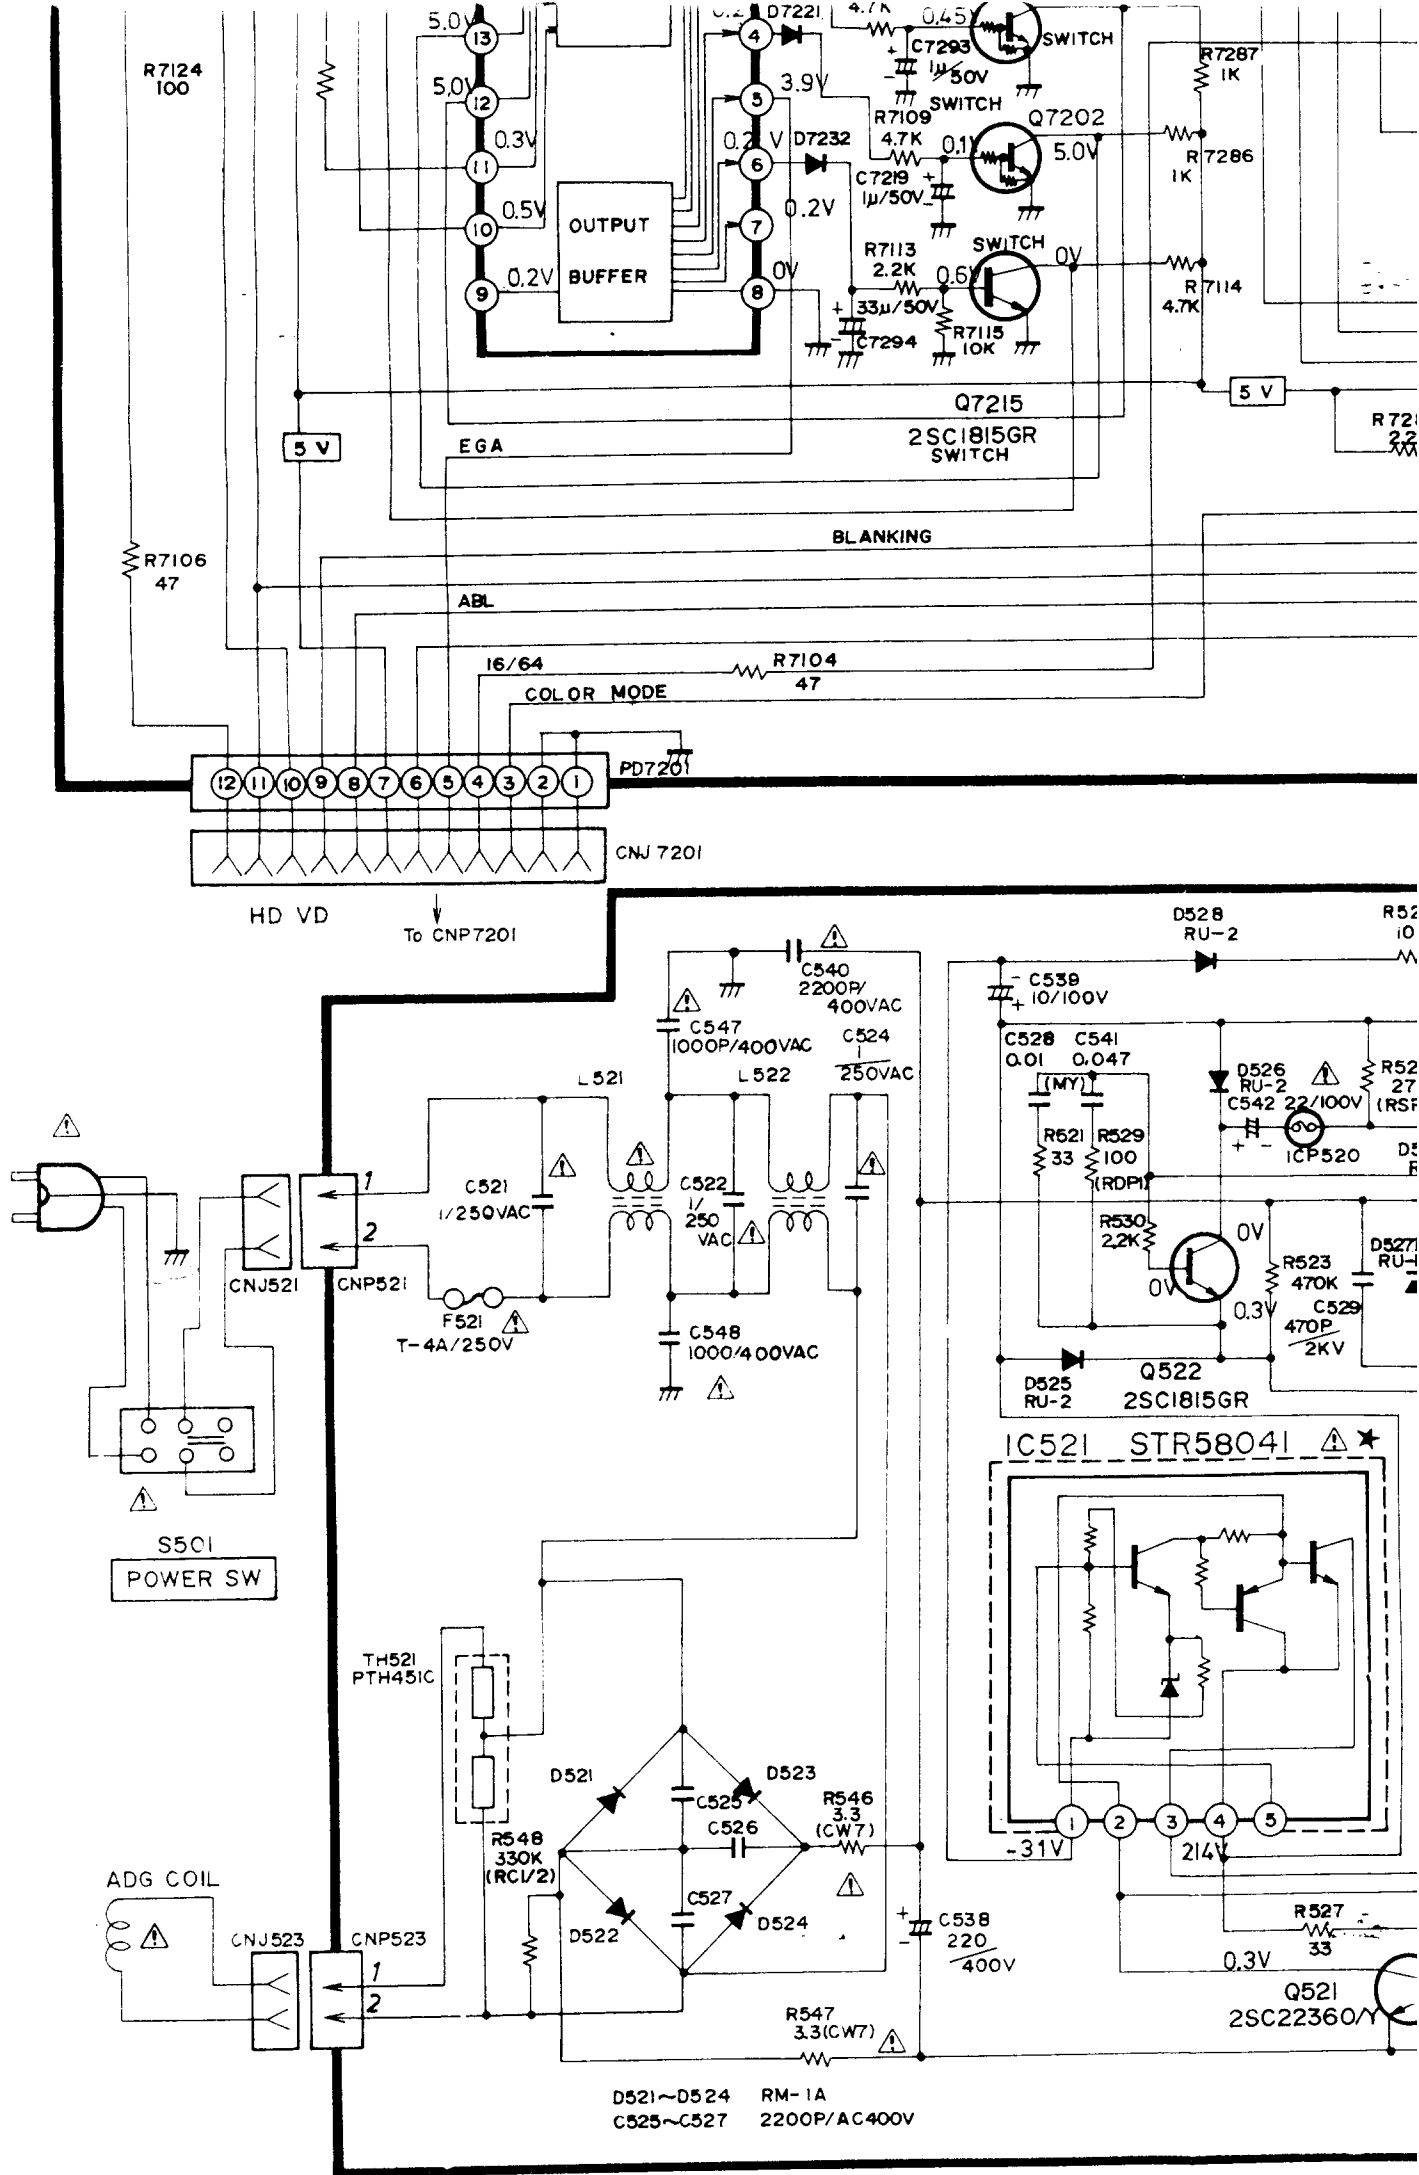 5.0V
13
4
D7221
4.7K
0.45V
SWITCH
C7293
1μ/50V
R7287
1K
R7124
100
5.0V
12
5
3.9V
SWITCH
R7109
4.7K
0.1V
Q7202
5.0V
R7286
1K
0.3V
11
6
D7232
C7219
1μ/50V
0.5V
10
OUTPUT
BUFFER
7
0.2V
SWITCH
0V
R7113
2.2K
0.6V
R7114
4.7K
9
0.2V
8
0V
33μ/50V
C7294
R7115
10K
5 V
Q7215
2SC1815GR
SWITCH
5 V
EGA
BLANKING
R7106
47
ABL
16/64
R7104
47
COLOR MODE
12 11 10 9 8 7 6 5 4 3 2 1
PD7201
CNJ 7201
HD VD
To CNP7201
D528
RU-2
C540
2200P/
400VAC
C539
10/100V
C547
1000P/400VAC
C524
1/250VAC
C528
0.01
C541
0.047
(MY)
L521
L522
D526
RU-2
C542 22/100V
ICP520
R521
33
R529
100
(RDP1)
C521
1/250VAC
C522
1/
250
VAC
1
2
R530
2.2K
0V
0V
0.3V
R523
470K
C529
470P
/2KV
D527
CNJ521
CNP521
F521
T-4A/250V
C548
1000/400VAC
D525
RU-2
Q522
2SC1815GR
IC521 STR58041
S501
POWER SW
TH521
PTH451C
D521
D523
C525
C526
R546
3.3
(CW7)
R548
330K
(RC1/2)
C527
D522
D524
1 2 3 4 5
-31V
214V
ADG COIL
CNJ523
CNP523
1
2
C538
220
/400V
R527
33
0.3V
Q521
2SC2236O/Y
R547
3.3(CW7)
D521~D524 RM-1A
C525~C527 2200P/AC400V